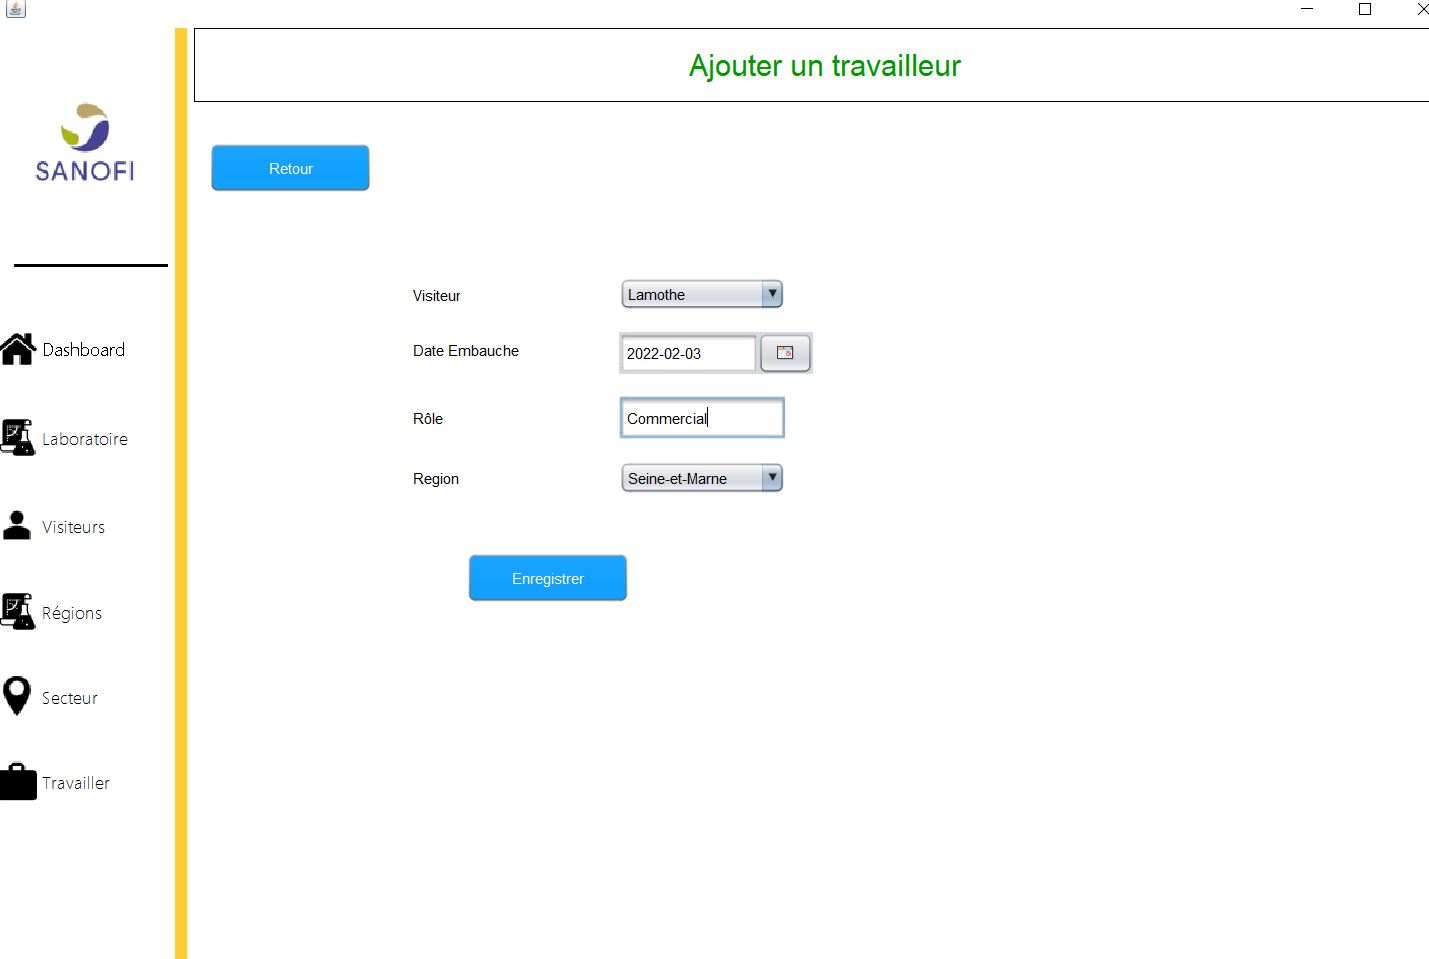 Ajouter un travailleur
SANOFI
Retour
Visiteur
Lamothe
Date Embauche
2022-02-03
Rôle
Commercial
Region
Seine-et-Marne
Enregistrer
Dashboard
Laboratoire
Visiteurs
Régions
Secteur
Travailler